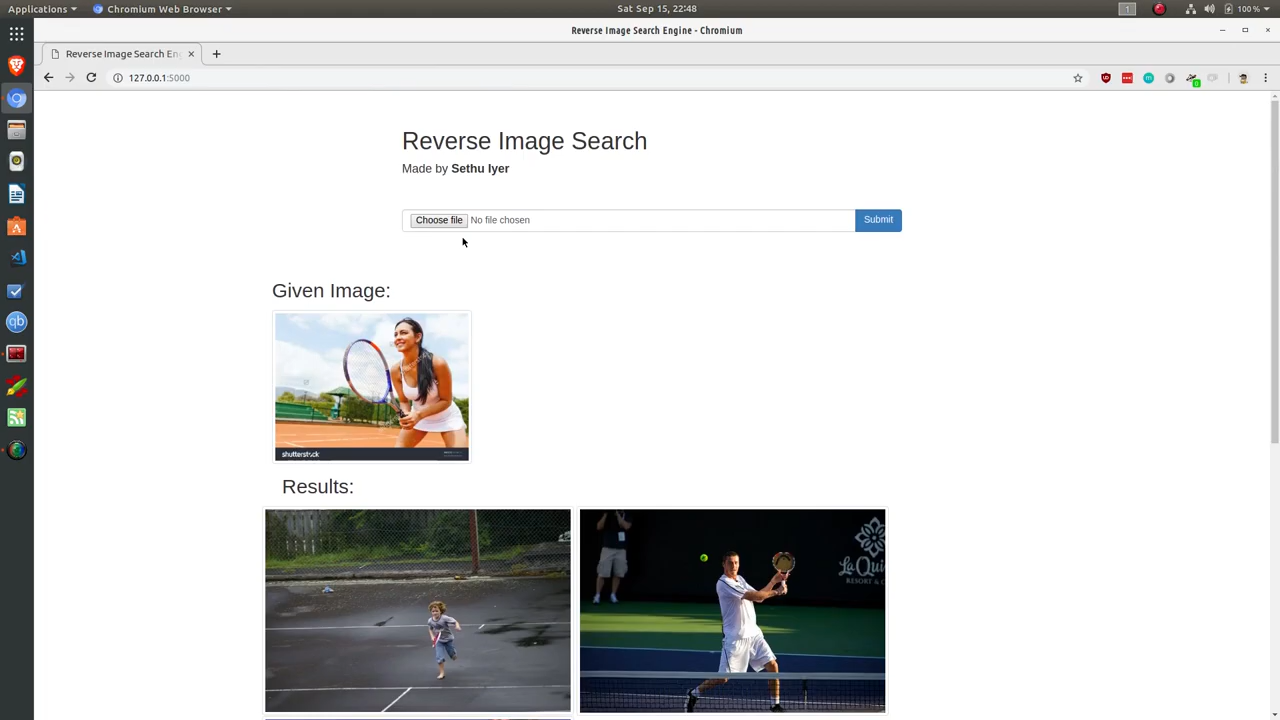 Applications
Chromium Web Browser
Sat Sep 15, 22:48
1
100 %
Reverse Image Search Engine - Chromium
Reverse Image Search En
127.0.0.1:5000
Reverse Image Search
Made by Sethu Iyer
Choose file
No file chosen
Submit
Given Image:
shutterstock
Results:
La Qui
RESORT & C